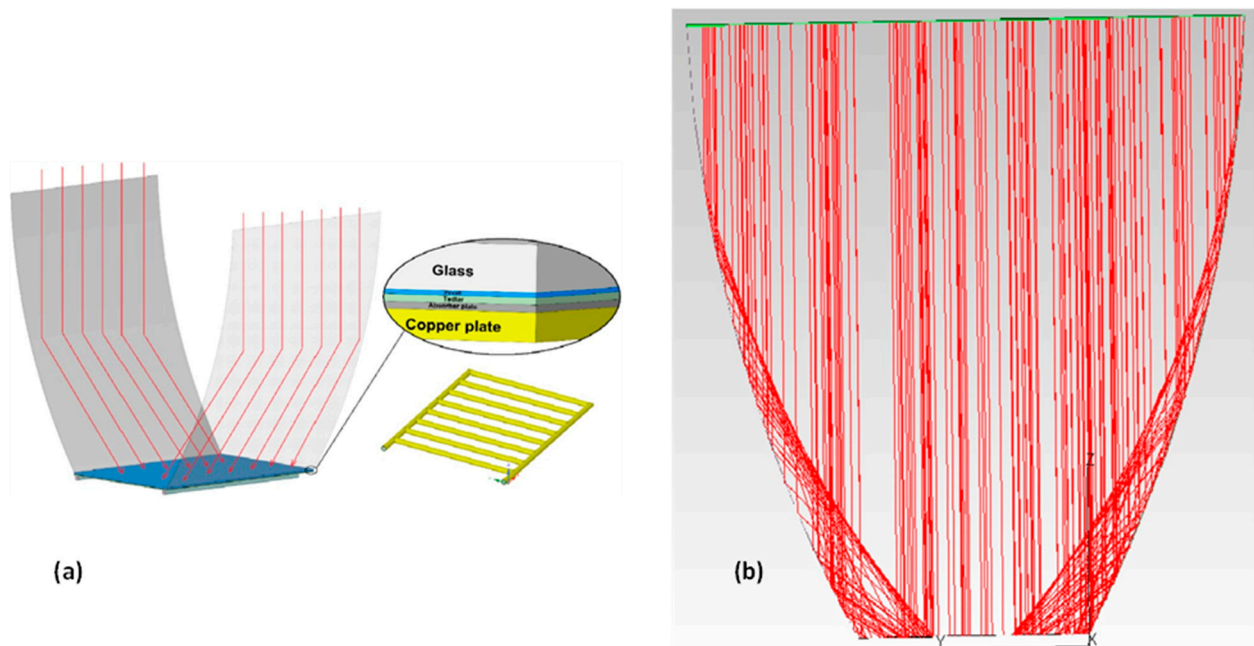 Glass
Tedlar
Absorber plate
Copper plate
(a)
Z
(b)
Y
X